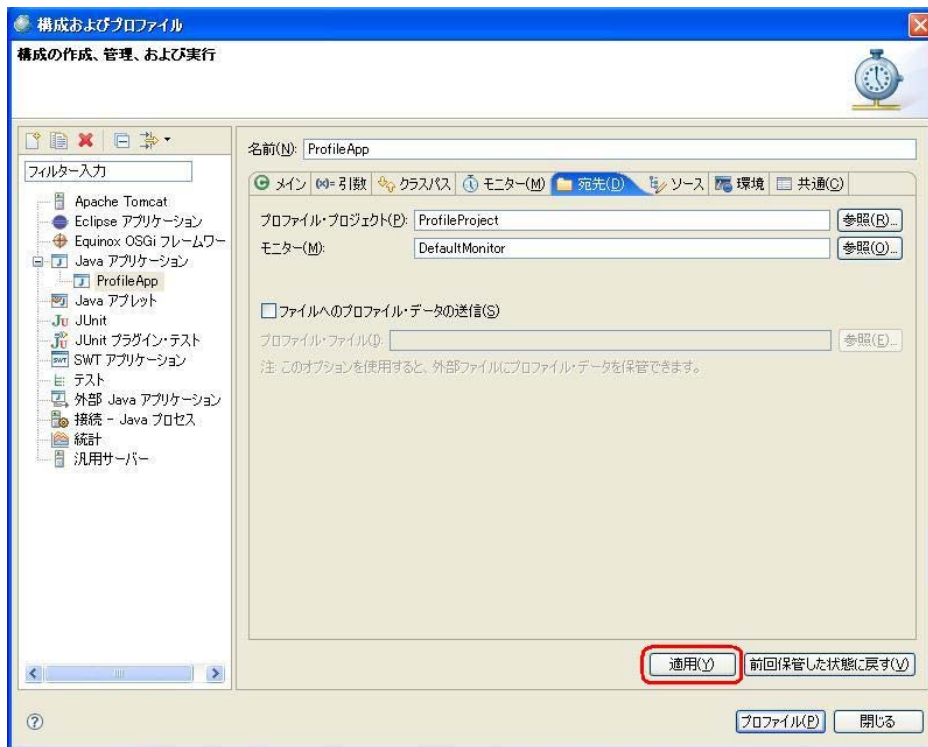 構成およびプロファイル
構成の作成、管理、および実行
フィルター入力
Apache Tomcat
Eclipse アプリケーション
Equinox OSGi フレームワー
Java アプリケーション
ProfileApp
Java アプレット
JUnit
JUnit プラグイン・テスト
SWT アプリケーション
テスト
外部 Java アプリケーション
接続 - Java プロセス
統計
汎用サーバー
名前(N): ProfileApp
メイン (x)= 引数 クラスパス モニター(M) 宛先(D) ソース 環境 共通(C)
プロファイル・プロジェクト(P): ProfileProject 参照(R)...
モニター(M): DefaultMonitor 参照(O)...
ファイルへのプロファイル・データの送信(S)
プロファイル・ファイル(I): 参照(E)...
注: このオプションを使用すると、外部ファイルにプロファイル・データを保管できます。
適用(Y) 前回保管した状態に戻す(V)
プロファイル(P) 閉じる